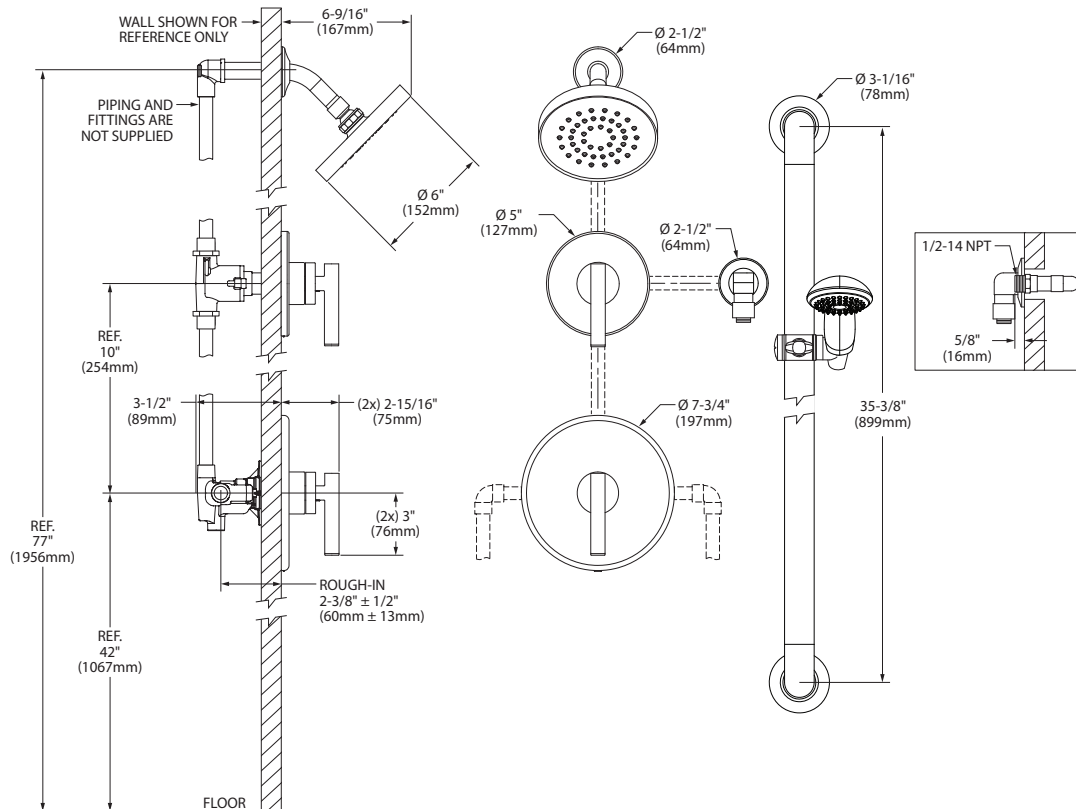 WALL SHOWN FOR
REFERENCE ONLY
6-9/16"
(167mm)
Ø 2-1/2"
(64mm)
Ø 3-1/16"
(78mm)
PIPING AND
FITTINGS ARE
NOT SUPPLIED
Ø 6"
(152mm)
Ø 5"
(127mm)
Ø 2-1/2"
(64mm)
1/2-14 NPT
5/8"
(16mm)
REF.
10"
(254mm)
3-1/2"
(89mm)
(2x) 2-15/16"
(75mm)
Ø 7-3/4"
(197mm)
35-3/8"
(899mm)
(2x) 3"
(76mm)
REF.
77"
(1956mm)
ROUGH-IN
2-3/8" ± 1/2"
(60mm ± 13mm)
REF.
42"
(1067mm)
FLOOR